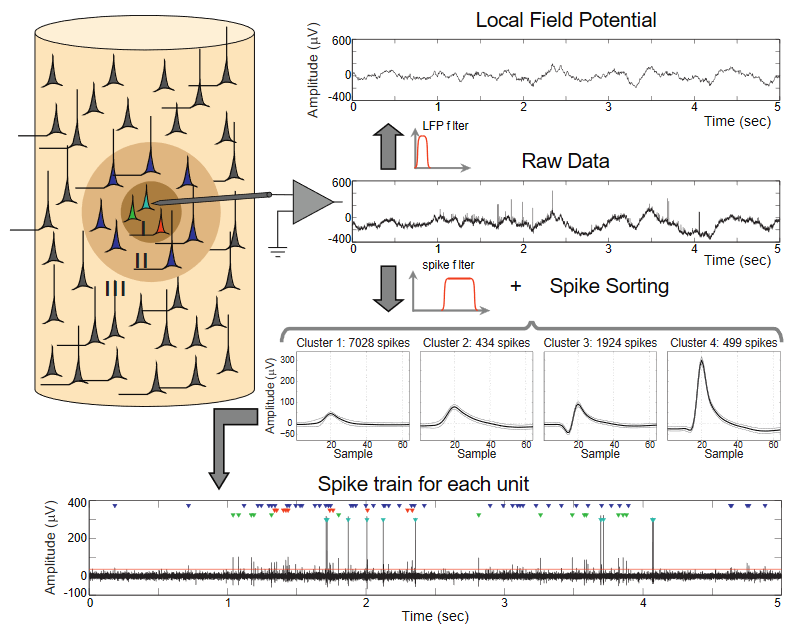 Local Field Potential
Amplitude (µV)
600
0
-400
0 1 2 3 4 5
Time (sec)
LFP f lter
Raw Data
600
0
-400
0 1 2 3 4 5
Time (sec)
I
II
III
spike f lter
+ Spike Sorting
Cluster 1: 7028 spikes Cluster 2: 434 spikes Cluster 3: 1924 spikes Cluster 4: 499 spikes
Amplitude (µV)
300
200
100
0
−50
20 40 60 20 40 60 20 40 60 20 40 60
Sample Sample Sample Sample
Spike train for each unit
Amplitude (µV)
400
200
0
-100
0 1 2 3 4 5
Time (sec)